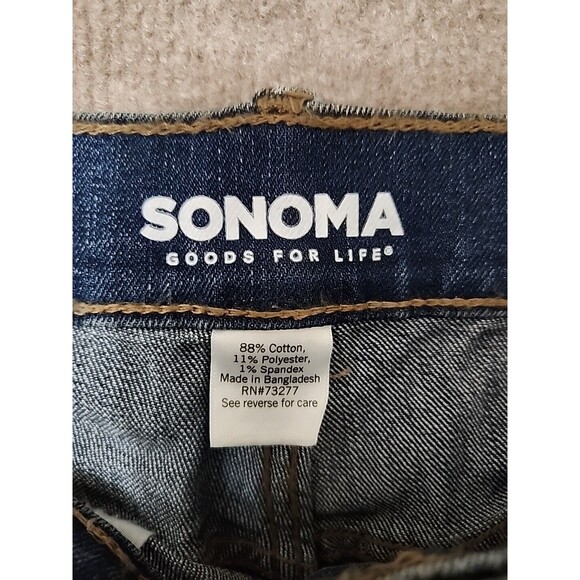 SONOMA
GOODS FOR LIFE®
88% Cotton,
11% Polyester,
1% Spandex
Made in Bangladesh
RN#73277
See reverse for care